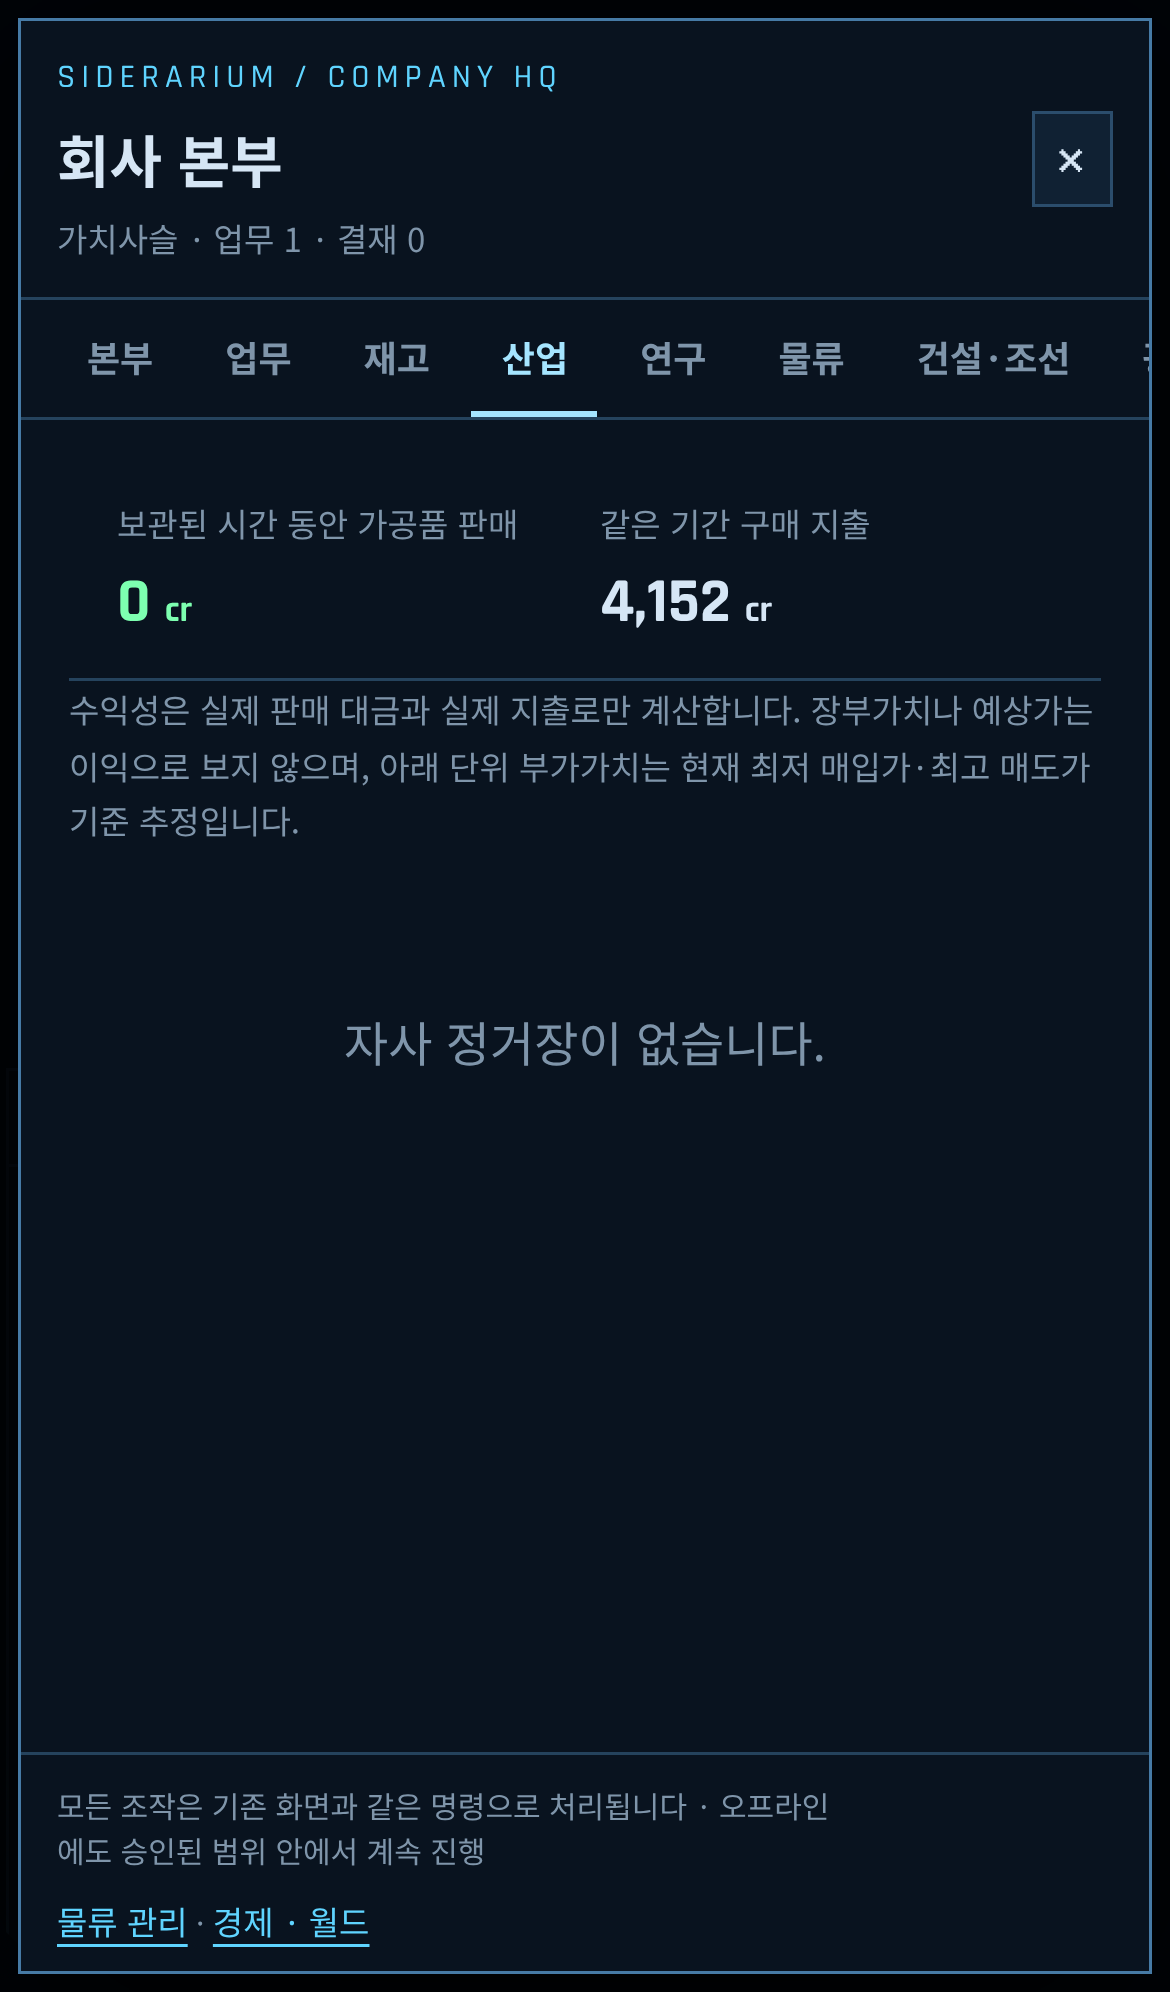 SIDERARIUM / COMPANY HQ
회사 본부
×
가치사슬 · 업무 1 · 결재 0
본부 업무 재고 산업 연구 물류 건설·조선
보관된 시간 동안 가공품 판매 같은 기간 구매 지출
0 cr 4,152 cr
수익성은 실제 판매 대금과 실제 지출로만 계산합니다. 장부가치나 예상가는
이익으로 보지 않으며, 아래 단위 부가가치는 현재 최저 매입가·최고 매도가
기준 추정입니다.
자사 정거장이 없습니다.
모든 조작은 기존 화면과 같은 명령으로 처리됩니다 · 오프라인
에도 승인된 범위 안에서 계속 진행
물류 관리 · 경제 · 월드